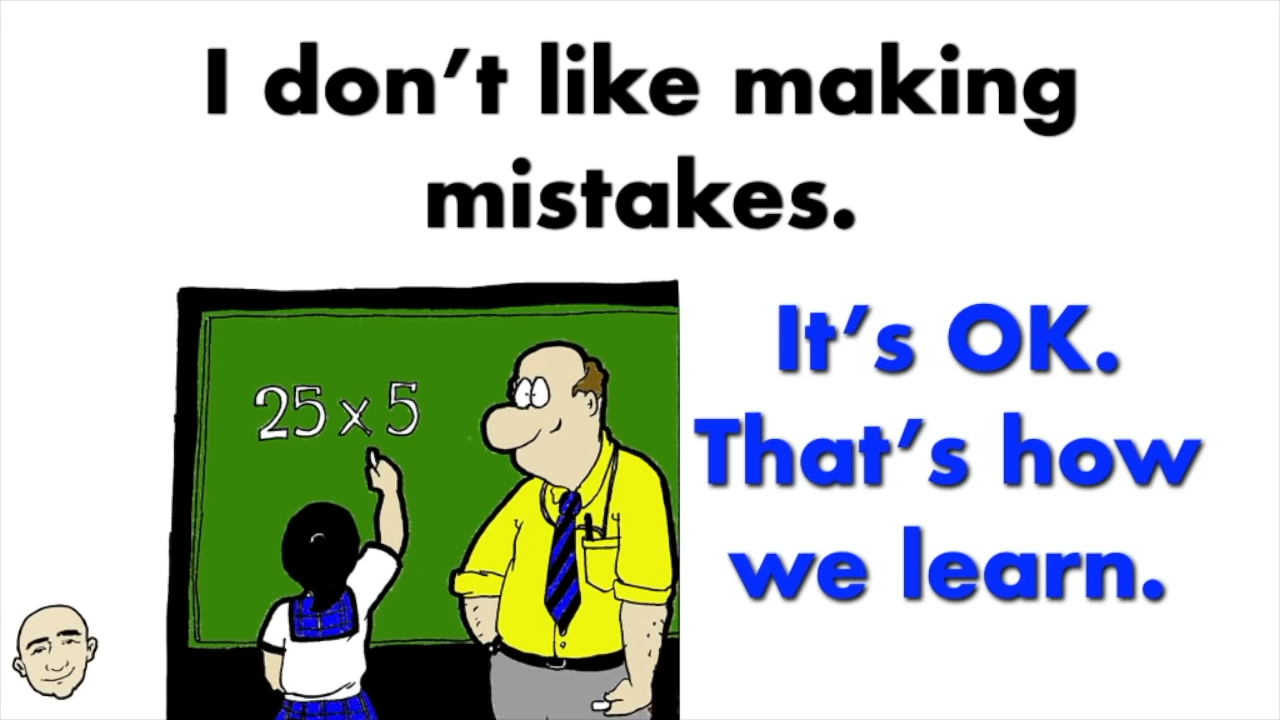 I don’t like making
mistakes.
It’s OK.
That’s how
we learn.
25 x 5